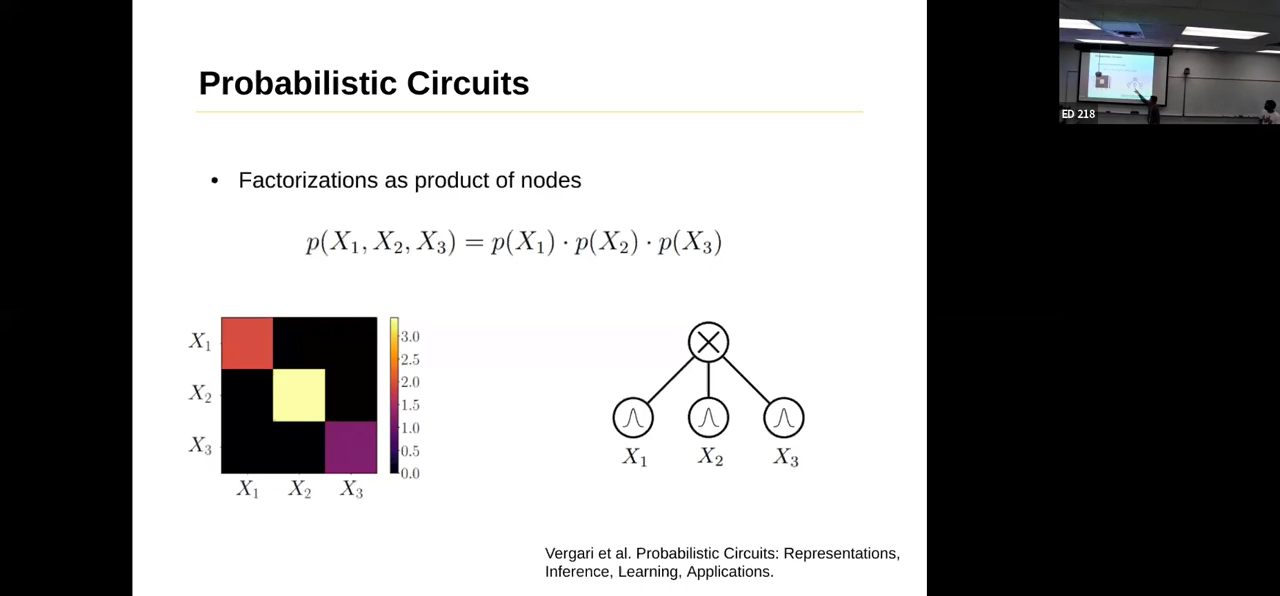 Probabilistic Circuits
• Factorizations as product of nodes
p(X₁, X₂, X₃) = p(X₁) · p(X₂) · p(X₃)
X₁
X₂
X₃
X₁ X₂ X₃
3.0
2.5
2.0
1.5
1.0
0.5
0.0
X₁ X₂ X₃
Vergari et al. Probabilistic Circuits: Representations,
Inference, Learning, Applications.
ED 218